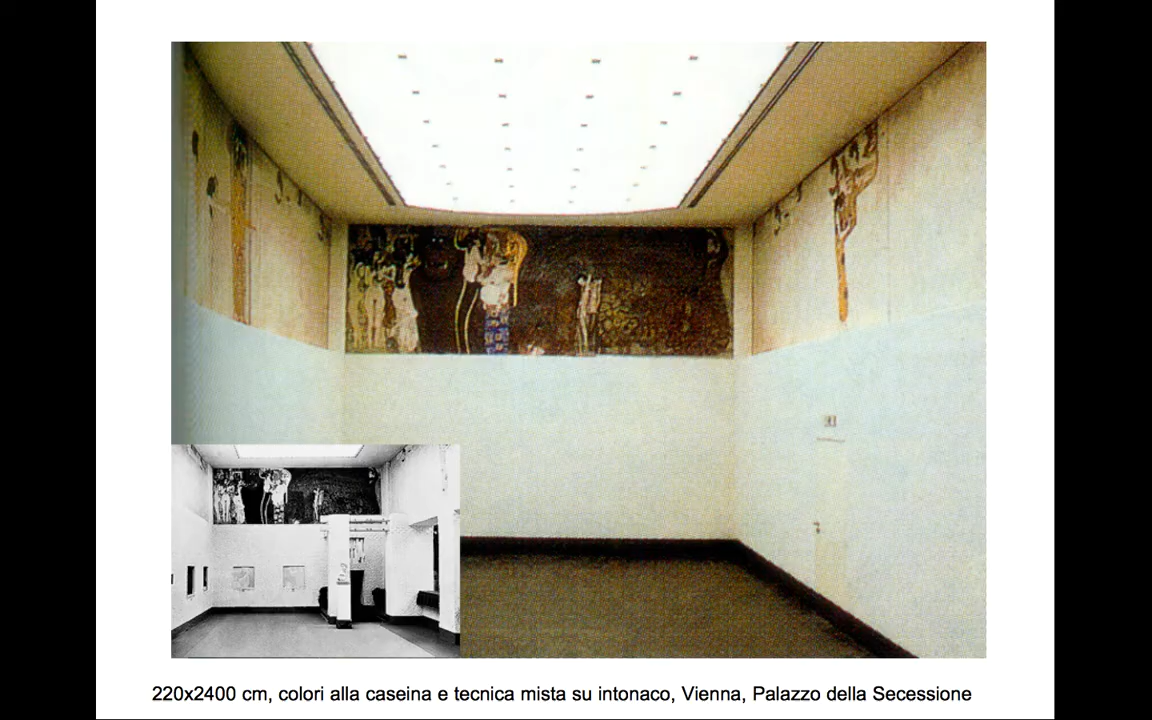 220x2400 cm, colori alla caseina e tecnica mista su intonaco, Vienna, Palazzo della Secessione